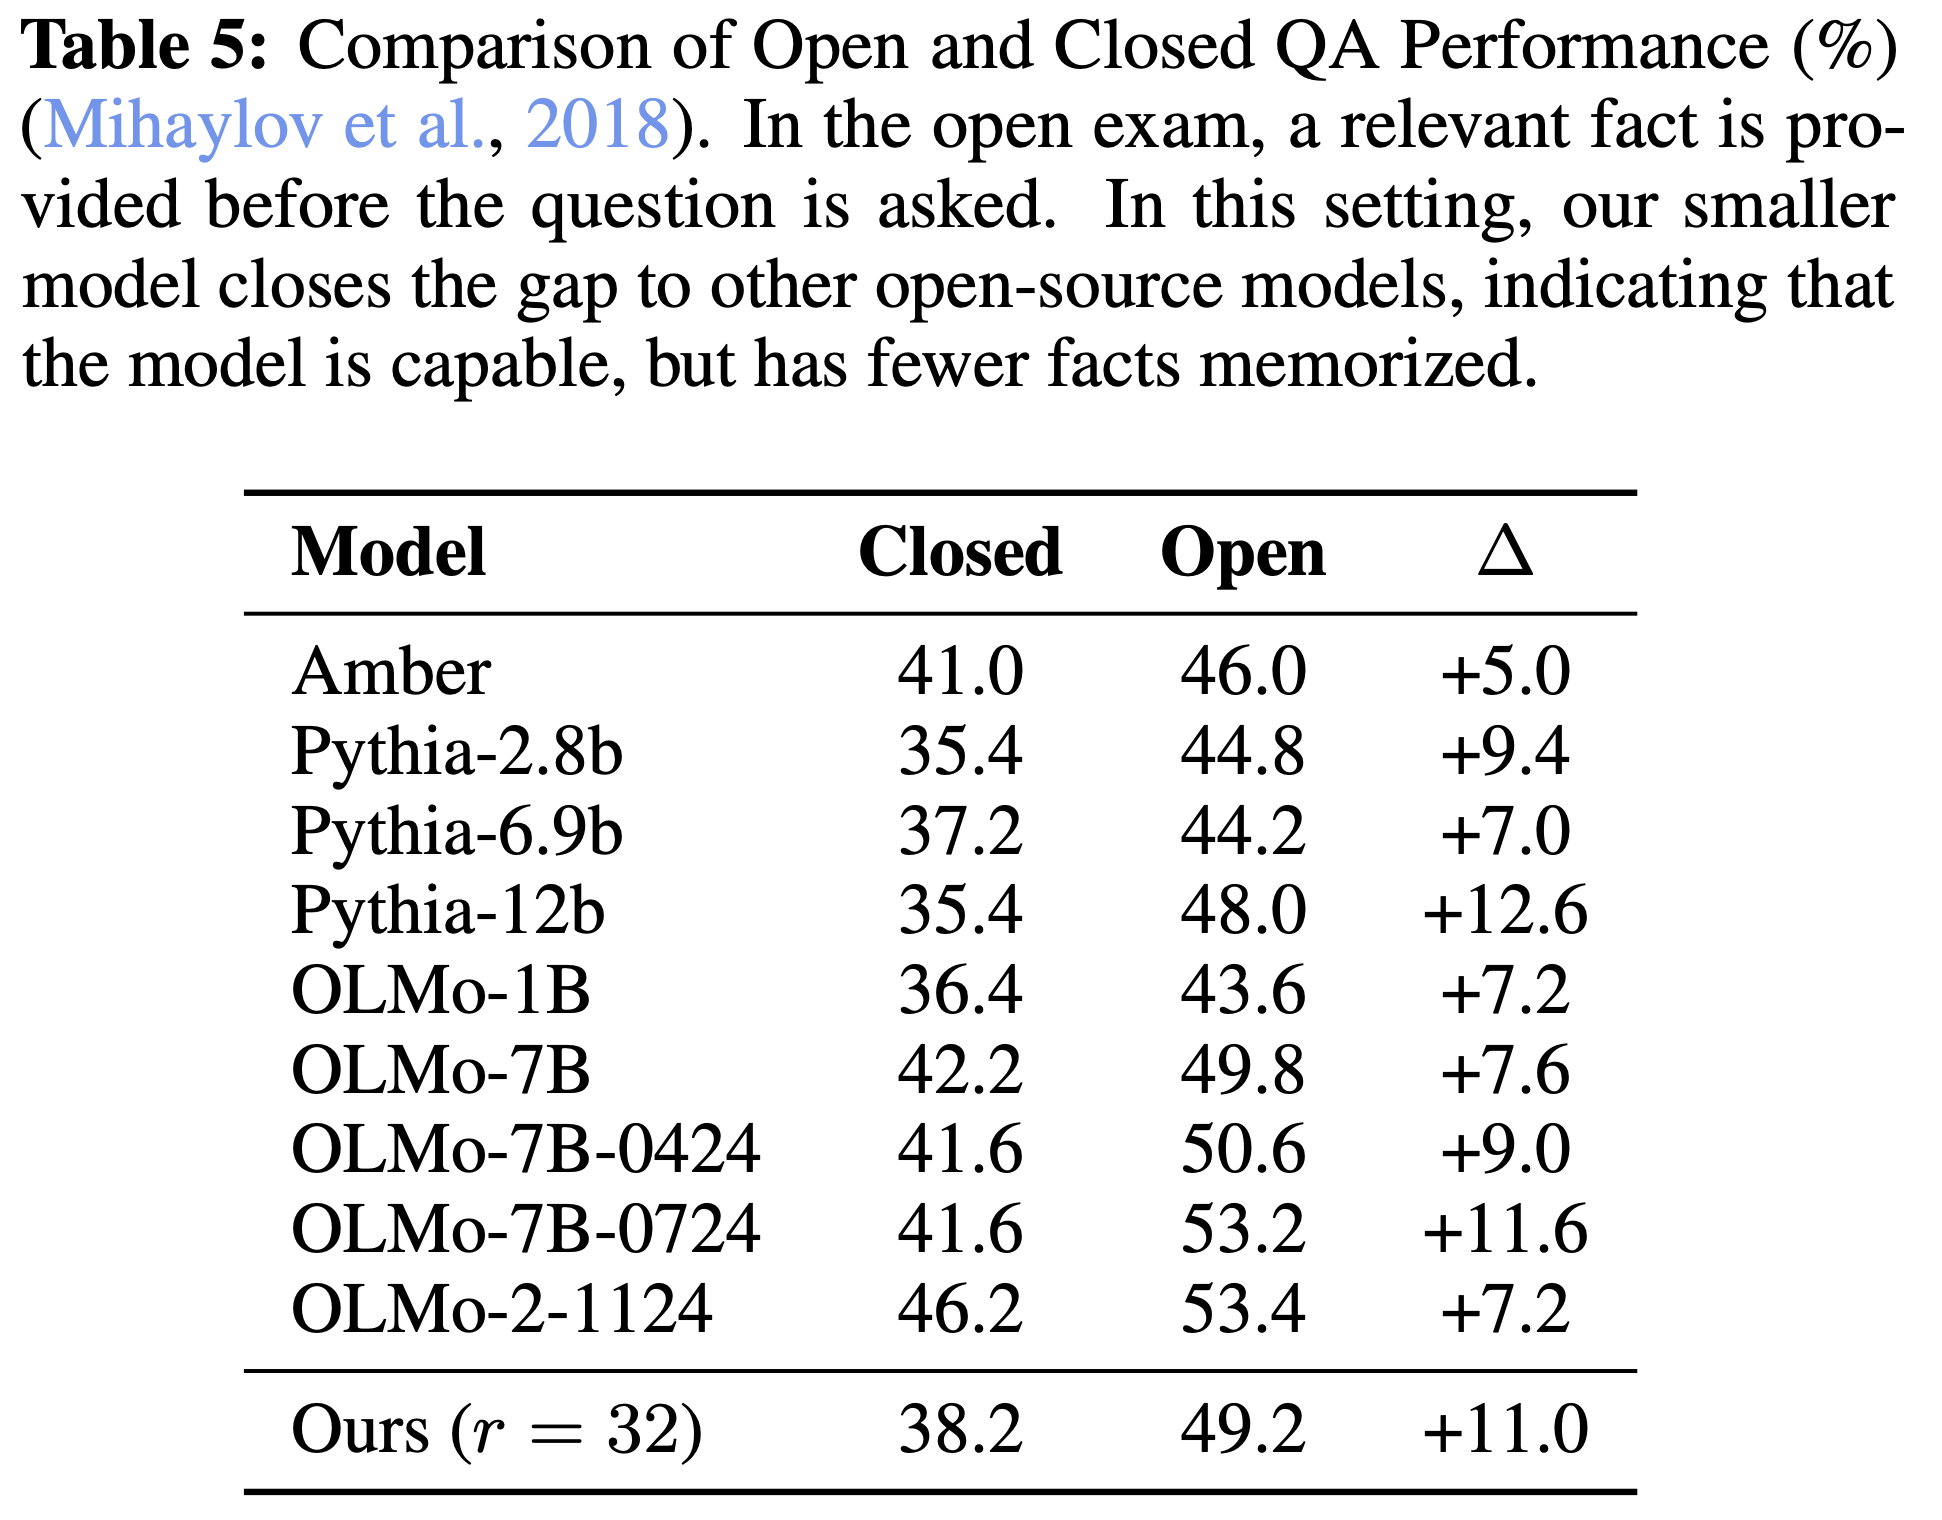 Table 5: Comparison of Open and Closed QA Performance (%)
(Mihaylov et al., 2018). In the open exam, a relevant fact is pro-
vided before the question is asked. In this setting, our smaller
model closes the gap to other open-source models, indicating that
the model is capable, but has fewer facts memorized.
Model Closed Open Δ
Amber 41.0 46.0 +5.0
Pythia-2.8b 35.4 44.8 +9.4
Pythia-6.9b 37.2 44.2 +7.0
Pythia-12b 35.4 48.0 +12.6
OLMo-1B 36.4 43.6 +7.2
OLMo-7B 42.2 49.8 +7.6
OLMo-7B-0424 41.6 50.6 +9.0
OLMo-7B-0724 41.6 53.2 +11.6
OLMo-2-1124 46.2 53.4 +7.2
Ours (r = 32) 38.2 49.2 +11.0